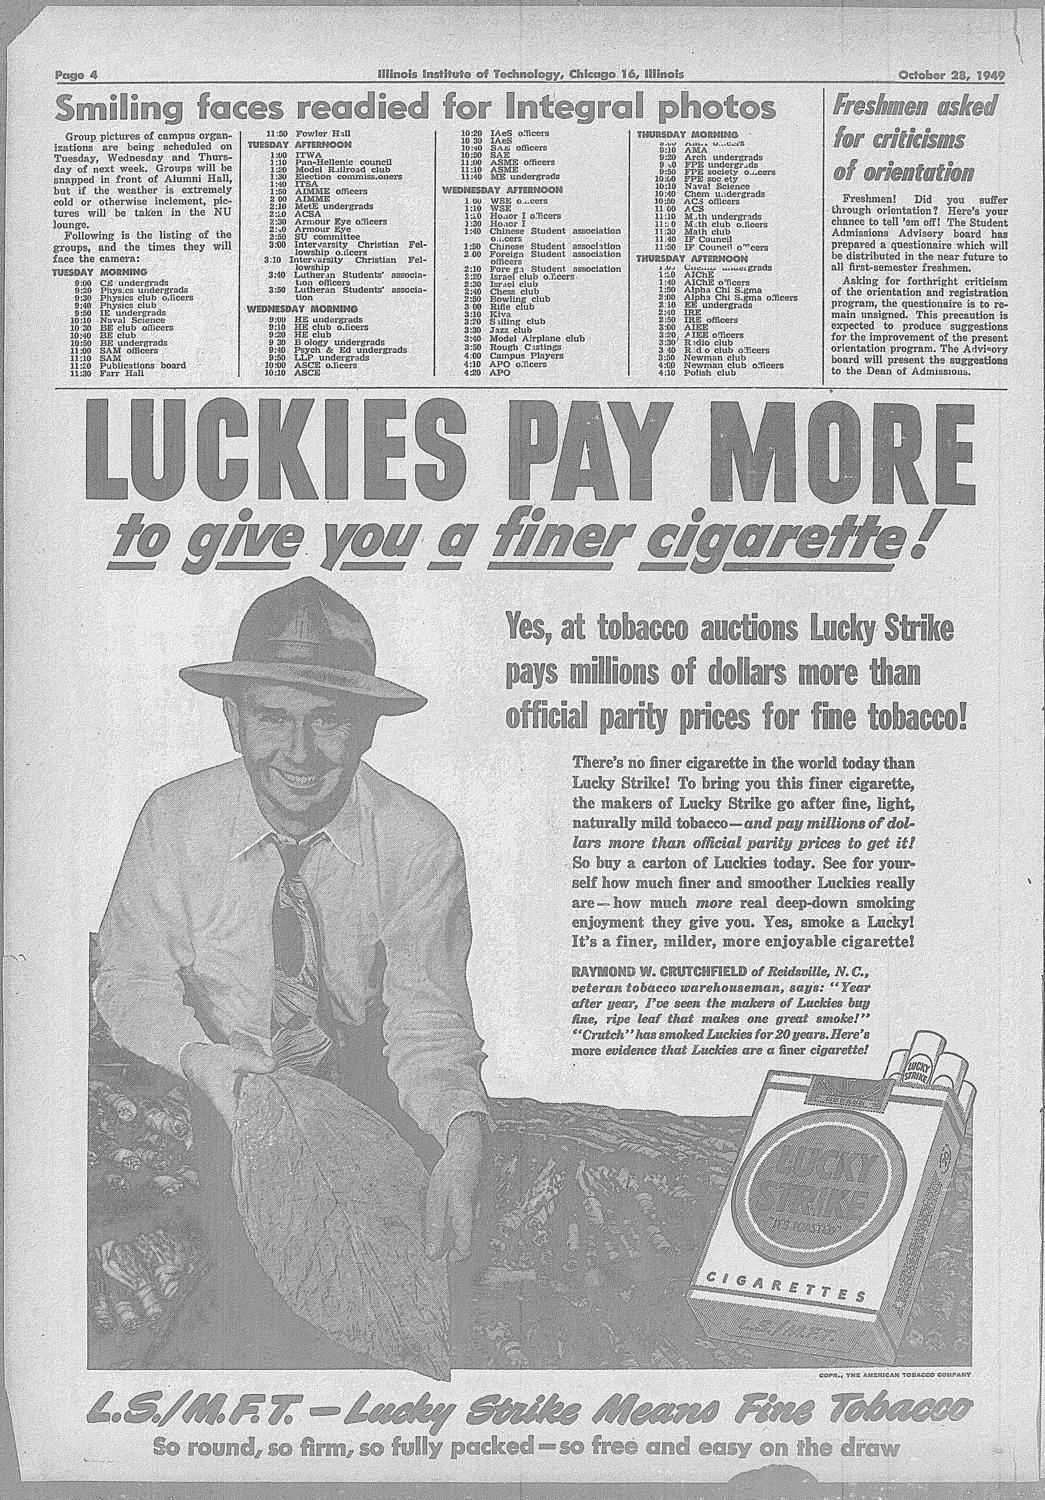 Page 4
Illinois Institute of Technology, Chicago 16, Illinois
October 28, 1949
Smiling faces readied for Integral photos
Group pictures of campus organ-
izations are being scheduled on
Tuesday, Wednesday and Thurs-
day of next week. Groups will be
snapped in front of Alumni Hall,
but if the weather is extremely
cold or otherwise inclement, pic-
tures will be taken in the NU
lounge.
Following is the listing of the
groups, and the times they will
face the camera:
TUESDAY MORNING
9:00 CE undergrads
9:20 Physics undergrads
9:30 Physics club officers
9:40 Physics club
9:50 IE undergrads
10:10 Naval Science
10 30 BE club officers
10:40 BE club
10:50 BE undergrads
11:00 SAM officers
11:10 SAM
11:20 Publications board
11:30 Farr Hall
11:50 Fowler Hall
TUESDAY AFTERNOON
1:00 ITWA
1:10 Pan-Hellenic council
1:20 Model Railroad club
1:30 Election commissioners
1:40 ITSA
1:50 AIMME officers
2 00 AIMME
2:10 MetE undergrads
2:20 ACSA
2:30 Armour Eye officers
Armour Eye
2:50 SU committee
3:00 Intervarsity Christian Fel-
lowship officers
3:10 Intervarsity Christian Fel-
lowship
3:40 Lutheran Students' associa-
tion officers
3:50 Lutheran Students' associa-
tion
WEDNESDAY MORNING
9:00 HE undergrads
9:10 HE club officers
9:20 HE club
9 30 Biology undergrads
9:40 Psych & Ed undergrads
9:50 LLP undergrads
10:00 ASCE officers
10:10 ASCE
10:20 IAeS officers
10 30 IAeS
10:40 SAE officers
10:50 SAE
11:00 ASME officers
11:10 ASME
11:40 ME undergrads
WEDNESDAY AFTERNOON
1 00 WSE officers
1:10 WSE
1:20 Honor I officers
1:30 Honor I
1:40 Chinese Student association
officers
1:50 Chinese Student association
2.00 Foreign Student association
officers
2:10 Foreign Student association
2:20 Israel club officers
2:30 Israel club
2:40 Chess club
2:50 Bowling club
3:00 Rifle club
3:10 Kiva
3:20 Sailing club
3:30 Jazz club
3:40 Model Airplane club
3:50 Rough Castings
4:00 Campus Players
4:10 APO officers
4:20 APO
THURSDAY MORNING
9:10 AMA
9:20 Arch undergrads
FPE undergrads
9:50 FPE society officers
FPE society
10:10 Naval Science
10:40 Chem undergrads
10:50 ACS officers
11 00 ACS
11:10 Math undergrads
Math club officers
11:30 Math club
11:40 IF Council
11:50 IF Council officers
THURSDAY AFTERNOON
1:30 AIChE
1:40 AIChE officers
1:50 Alpha Chi Sigma
2:00 Alpha Chi Sigma officers
2:10 EE undergrads
2:40 IRE
2:50 IRE officers
3:00 AIEE
3:20 AIEE officers
3:30 Radio club
3 40 Radio club officers
3:50 Newman club
4:00 Newman club officers
4:10 Polish club
Freshmen asked
for criticisms
of orientation
Freshmen! Did you suffer
through orientation? Here's your
chance to tell 'em off! The Student
Admissions Advisory board has
prepared a questionaire which will
be distributed in the near future to
all first-semester freshmen.
Asking for forthright criticism
of the orientation and registration
program, the questionaire is to re-
main unsigned. This precaution is
expected to produce suggestions
for the improvement of the present
orientation program. The Advisory
board will present the suggestions
to the Dean of Admissions.
LUCKIES PAY MORE
to give you a finer cigarette!
Yes, at tobacco auctions Lucky Strike
pays millions of dollars more than
official parity prices for fine tobacco!
There's no finer cigarette in the world today than
Lucky Strike! To bring you this finer cigarette,
the makers of Lucky Strike go after fine, light,
naturally mild tobacco—and pay millions of dol-
lars more than official parity prices to get it!
So buy a carton of Luckies today. See for your-
self how much finer and smoother Luckies really
are—how much more real deep-down smoking
enjoyment they give you. Yes, smoke a Lucky!
It's a finer, milder, more enjoyable cigarette!
RAYMOND W. CRUTCHFIELD of Reidsville, N. C.,
veteran tobacco warehouseman, says: "Year
after year, I've seen the makers of Luckies buy
fine, ripe leaf that makes one great smoke!"
"Crutch" has smoked Luckies for 20 years. Here's
more evidence that Luckies are a finer cigarette!
LUCKY
STRIKE
LUCKY
STRIKE
"IT'S TOASTED"
CIGARETTES
L.S./M.F.T.
COPR., THE AMERICAN TOBACCO COMPANY
L.S./M.F.T. – Lucky Strike Means Fine Tobacco
So round, so firm, so fully packed – so free and easy on the draw